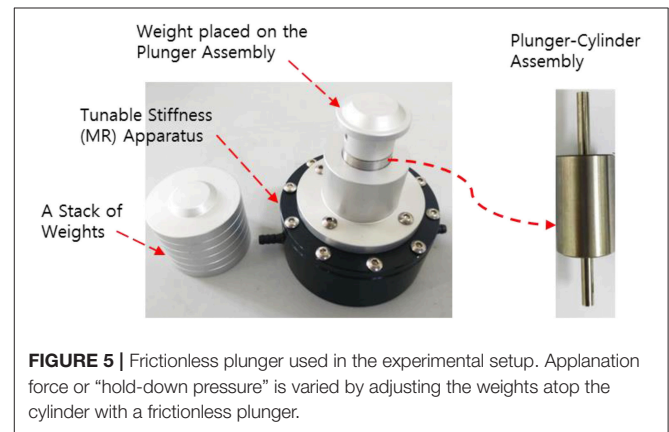 Weight placed on the
Plunger Assembly
Plunger-Cylinder
Assembly
Tunable Stiffness
(MR) Apparatus
A Stack of
Weights
FIGURE 5 | Frictionless plunger used in the experimental setup. Applanation
force or “hold-down pressure” is varied by adjusting the weights atop the
cylinder with a frictionless plunger.